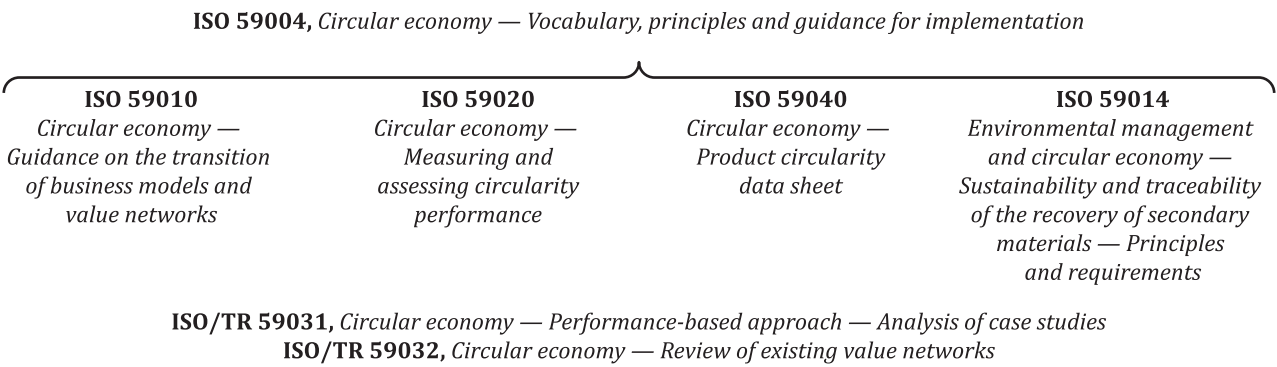 ISO 59004, Circular economy — Vocabulary, principles and guidance for implementation
ISO 59010
Circular economy —
Guidance on the transition
of business models and
value networks
ISO 59020
Circular economy —
Measuring and
assessing circularity
performance
ISO 59040
Circular economy —
Product circularity
data sheet
ISO 59014
Environmental management
and circular economy —
Sustainability and traceability
of the recovery of secondary
materials — Principles
and requirements
ISO/TR 59031, Circular economy — Performance-based approach — Analysis of case studies
ISO/TR 59032, Circular economy — Review of existing value networks